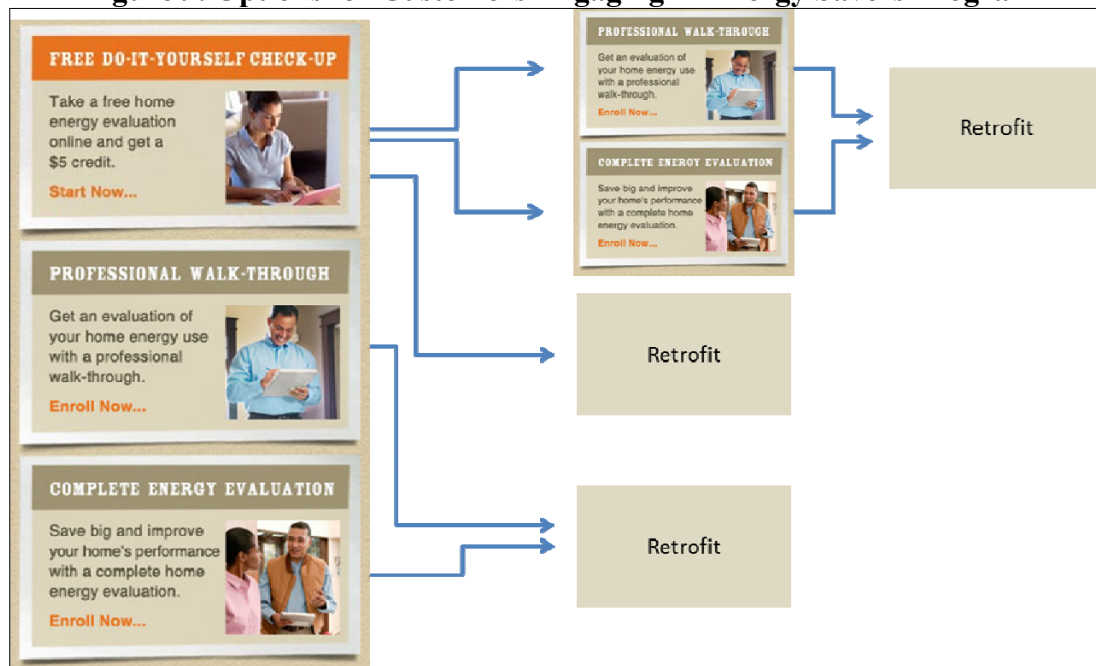 FREE DO-IT-YOURSELF CHECK-UP
Take a free home
energy evaluation
online and get a
$5 credit.
Start Now...
PROFESSIONAL WALK-THROUGH
Get an evaluation of
your home energy use
with a professional
walk-through.
Enroll Now...
COMPLETE ENERGY EVALUATION
Save big and improve
your home's performance
with a complete home
energy evaluation.
Enroll Now...
PROFESSIONAL WALK-THROUGH
Get an evaluation of
your home energy use
with a professional
walk-through.
Enroll Now...
COMPLETE ENERGY EVALUATION
Save big and improve
your home's performance
with a complete home
energy evaluation.
Enroll Now...
Retrofit
Retrofit
Retrofit